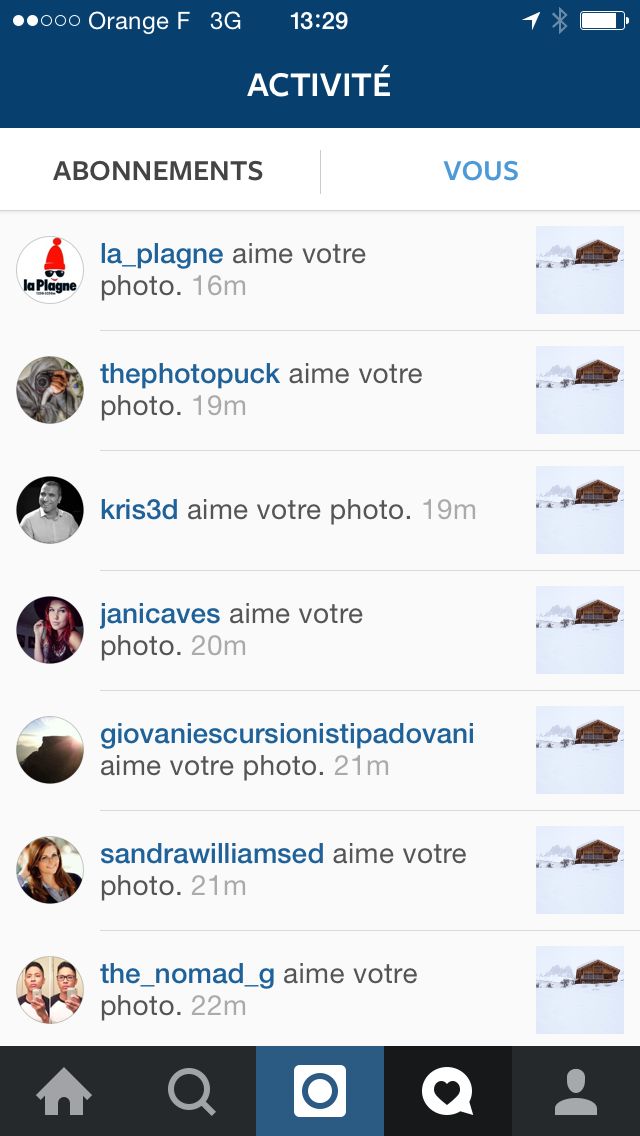 Orange F 3G 13:29
ACTIVITÉ
ABONNEMENTS VOUS
la_plagne aime votre
photo. 16m
la Plagne
thephotopuck aime votre
photo. 19m
kris3d aime votre photo. 19m
janicaves aime votre
photo. 20m
giovaniescursionistipadovani
aime votre photo. 21m
sandrawilliamsed aime votre
photo. 21m
the_nomad_g aime votre
photo. 22m